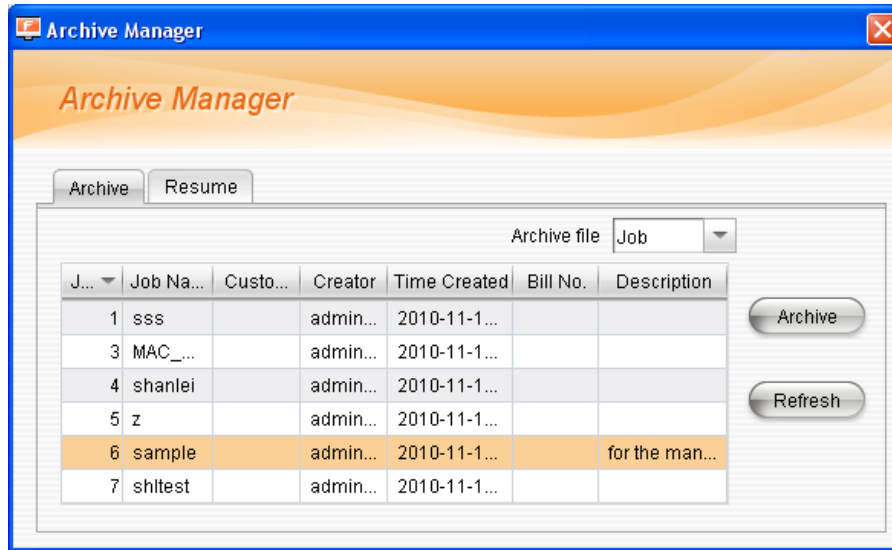 Archive Manager
Archive Manager
Archive Resume
Archive file Job
J... Job Na... Custo... Creator Time Created Bill No. Description
1 sss admin... 2010-11-1...
3 MAC_... admin... 2010-11-1...
4 shanlei admin... 2010-11-1...
5 z admin... 2010-11-1...
6 sample admin... 2010-11-1... for the man...
7 shltest admin... 2010-11-1...
Archive
Refresh